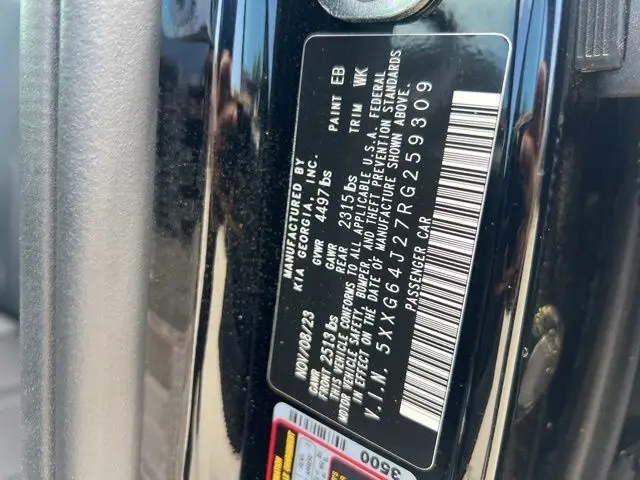 MANUFACTURED BY
KIA GEORGIA, INC.
NOV/08/23 GVWR 4497 lbs PAINT EB
GAWR GAWR
FRONT 2513 lbs REAR 2315 lbs TRIM WK
THIS VEHICLE CONFORMS TO ALL APPLICABLE U.S.A. FEDERAL
MOTOR VEHICLE SAFETY, BUMPER, AND THEFT PREVENTION STANDARDS
IN EFFECT ON THE DATE OF MANUFACTURE SHOWN ABOVE.
V.I.N. 5XXG64J27RG259309
PASSENGER CAR
3500